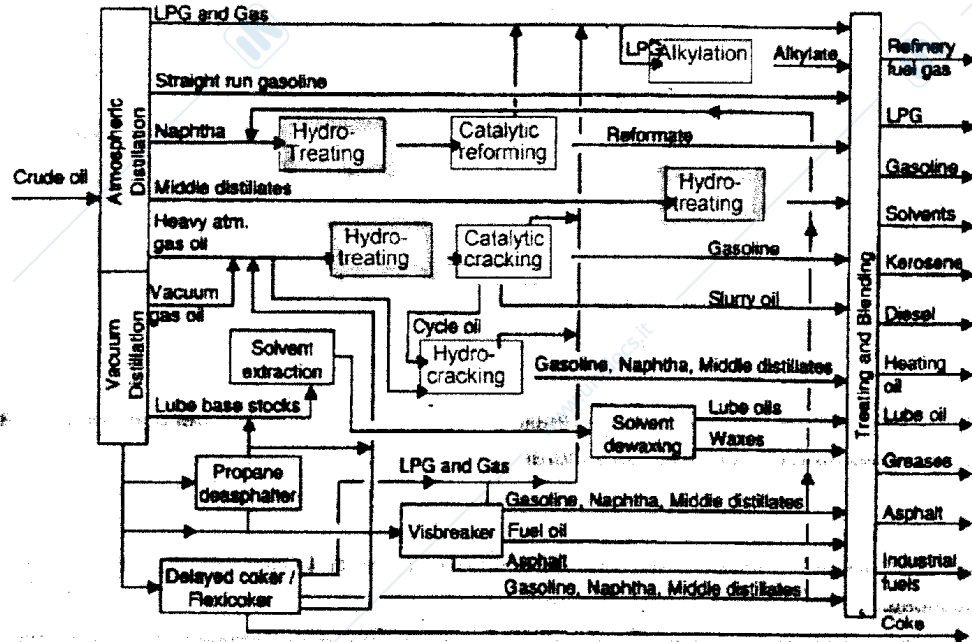 LPG and Gas
LPG
Alkylation
Alkylate
Refinery
fuel gas
Straight run gasoline
LPG
Naphtha
Hydro-
Treating
Catalytic
reforming
Reformate
Gasoline
Crude oil
Atmospheric
Distillation
Middle distillates
Hydro-
treating
Solvents
Heavy atm.
gas oil
Hydro-
treating
Catalytic
cracking
Gasoline
Kerosene
Vacuum
gas oil
Slurry oil
Diesel
Cycle oil
Vacuum
Distillation
Solvent
extraction
Hydro-
cracking
Gasoline, Naphtha, Middle distillates
Treating and Blending
Heating
oil
Lube base stocks
Solvent
dewaxing
Lube oils
Waxes
Lube oil
Propane
deasphalter
LPG and Gas
Greases
Visbreaker
Gasoline, Naphtha, Middle distillates
Fuel oil
Asphalt
Asphalt
Delayed coker /
Flexicoker
Gasoline, Naphtha, Middle distillates
Industrial
fuels
Coke